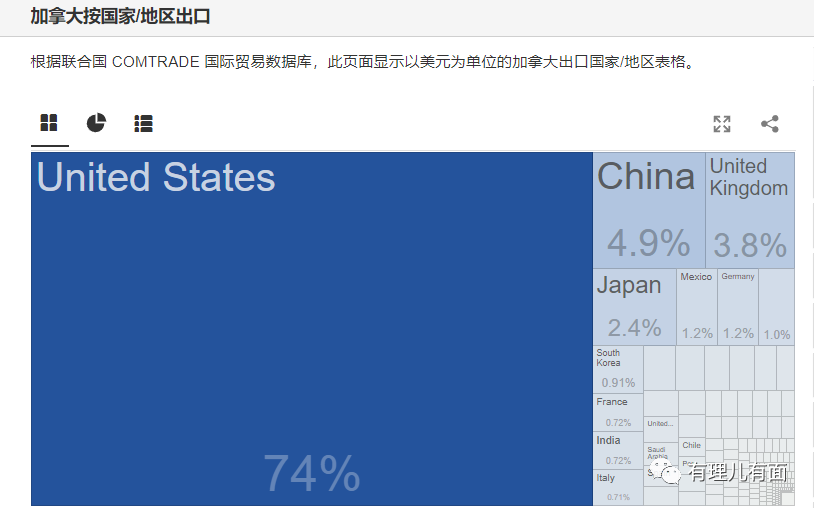 加拿大按国家/地区出口
根据联合国 COMTRADE 国际贸易数据库，此页面显示以美元为单位的加拿大出口国家/地区表格。
United States
74%
China
4.9%
United
Kingdom
3.8%
Japan
2.4%
Mexico
1.2%
Germany
1.2%
1.0%
South
Korea
0.91%
France
0.72%
India
0.72%
Italy
0.71%
United...
Saudi
Arabia
Chile
有理儿有面